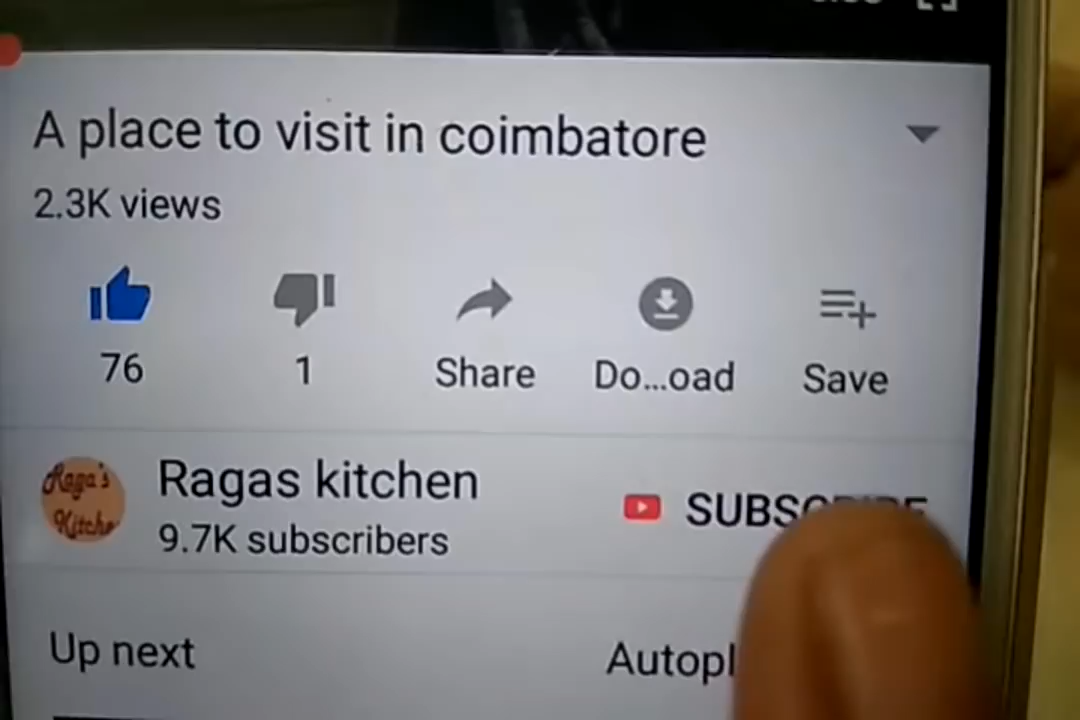 A place to visit in coimbatore
2.3K views
76
1
Share
Do...oad
Save
Raga's
Ragas kitchen
9.7K subscribers
Up next